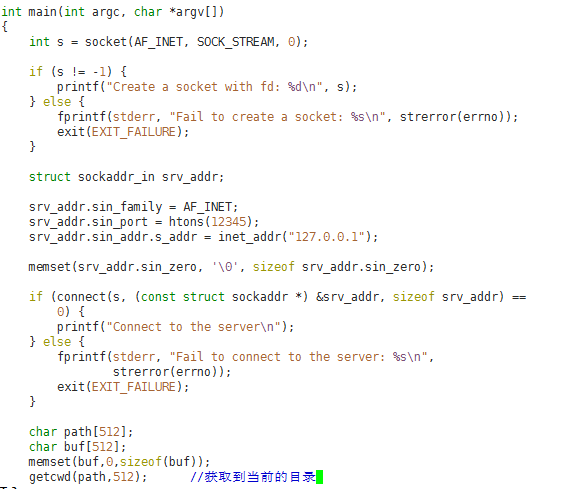 int main(int argc, char *argv[])
{
    int s = socket(AF_INET, SOCK_STREAM, 0);

    if (s != -1) {
        printf("Create a socket with fd: %d\n", s);
    } else {
        fprintf(stderr, "Fail to create a socket: %s\n", strerror(errno));
        exit(EXIT_FAILURE);
    }

    struct sockaddr_in srv_addr;

    srv_addr.sin_family = AF_INET;
    srv_addr.sin_port = htons(12345);
    srv_addr.sin_addr.s_addr = inet_addr("127.0.0.1");

    memset(srv_addr.sin_zero, '\0', sizeof srv_addr.sin_zero);

    if (connect(s, (const struct sockaddr *) &srv_addr, sizeof srv_addr) ==
        0) {
        printf("Connect to the server\n");
    } else {
        fprintf(stderr, "Fail to connect to the server: %s\n",
                strerror(errno));
        exit(EXIT_FAILURE);
    }

    char path[512];
    char buf[512];
    memset(buf,0,sizeof(buf));
    getcwd(path,512);      //获取到当前的目录